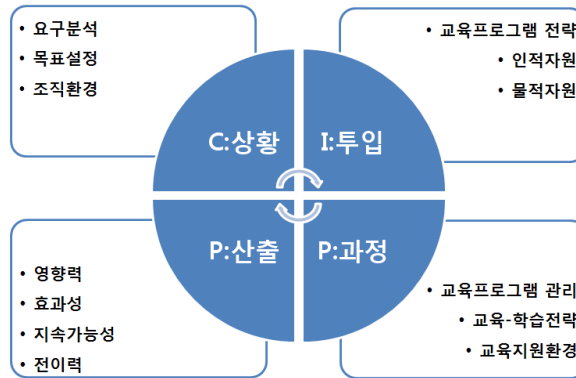 • 요구분석
• 목표설정
• 조직환경
• 교육프로그램 전략
• 인적자원
• 물적자원
C:상황
I:투입
P:산출
P:과정
• 영향력
• 효과성
• 지속가능성
• 전이력
• 교육프로그램 관리
• 교육-학습전략
• 교육지원환경